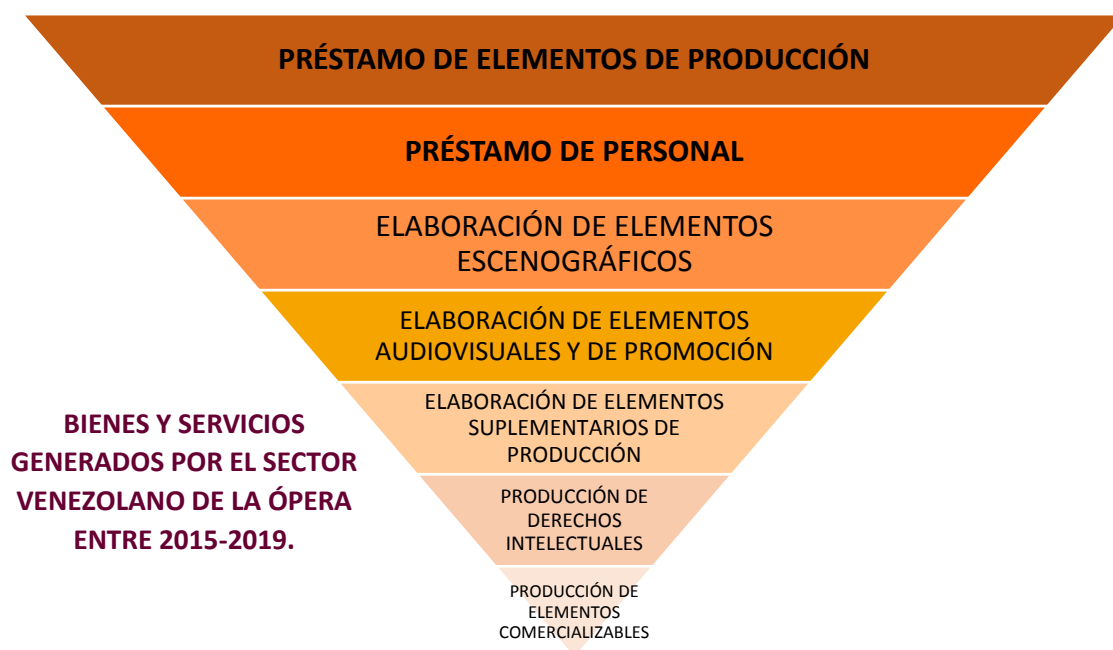 PRÉSTAMO DE ELEMENTOS DE PRODUCCIÓN
PRÉSTAMO DE PERSONAL
ELABORACIÓN DE ELEMENTOS
ESCENOGRÁFICOS
ELABORACIÓN DE ELEMENTOS
AUDIOVISUALES Y DE PROMOCIÓN
ELABORACIÓN DE ELEMENTOS
SUPLEMENTARIOS DE
PRODUCCIÓN
PRODUCCIÓN DE
DERECHOS
INTELECTUALES
PRODUCCIÓN DE
ELEMENTOS
COMERCIALIZABLES
BIENES Y SERVICIOS
GENERADOS POR EL SECTOR
VENEZOLANO DE LA ÓPERA
ENTRE 2015-2019.